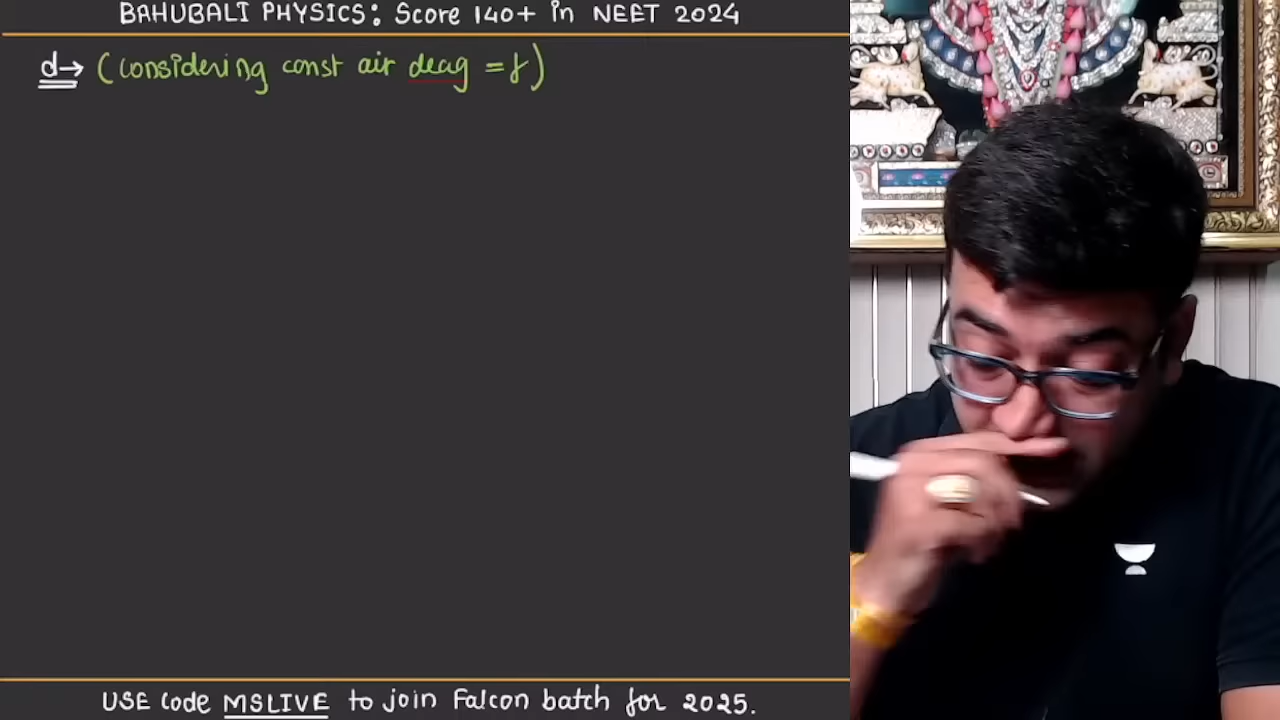 BAHUBALI PHYSICS: Score 140+ in NEET 2024
d→ (Considering const air drag = f)
USE Code MSLIVE to join Falcon batch for 2025.